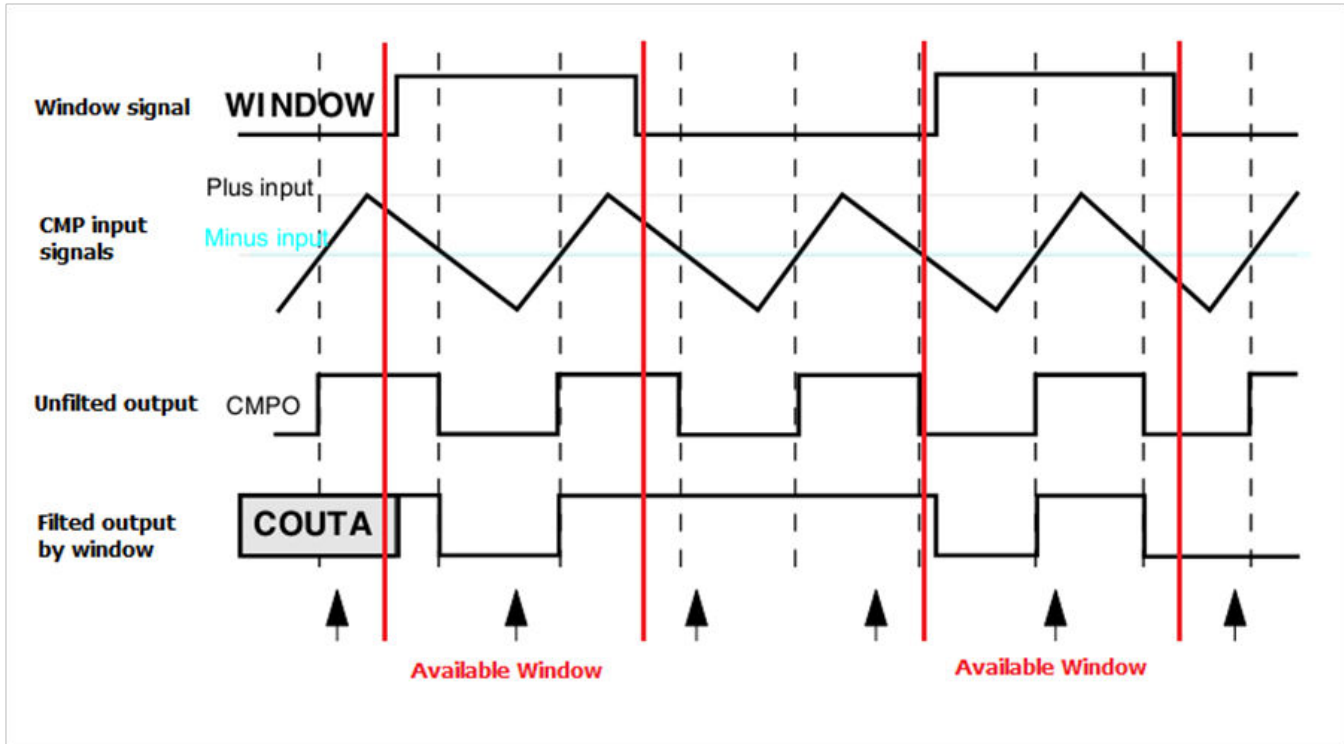 Window signal
WINDOW
Plus input
CMP input
signals
Minus input
Unfilted output
CMPO
Filted output
by window
COUTA
Available Window
Available Window